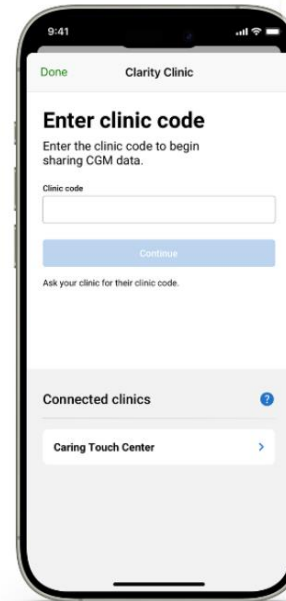 9:41
Done Clarity Clinic
Enter clinic code
Enter the clinic code to begin
sharing CGM data.
Clinic code
Continue
Ask your clinic for their clinic code.
Connected clinics ?
Caring Touch Center